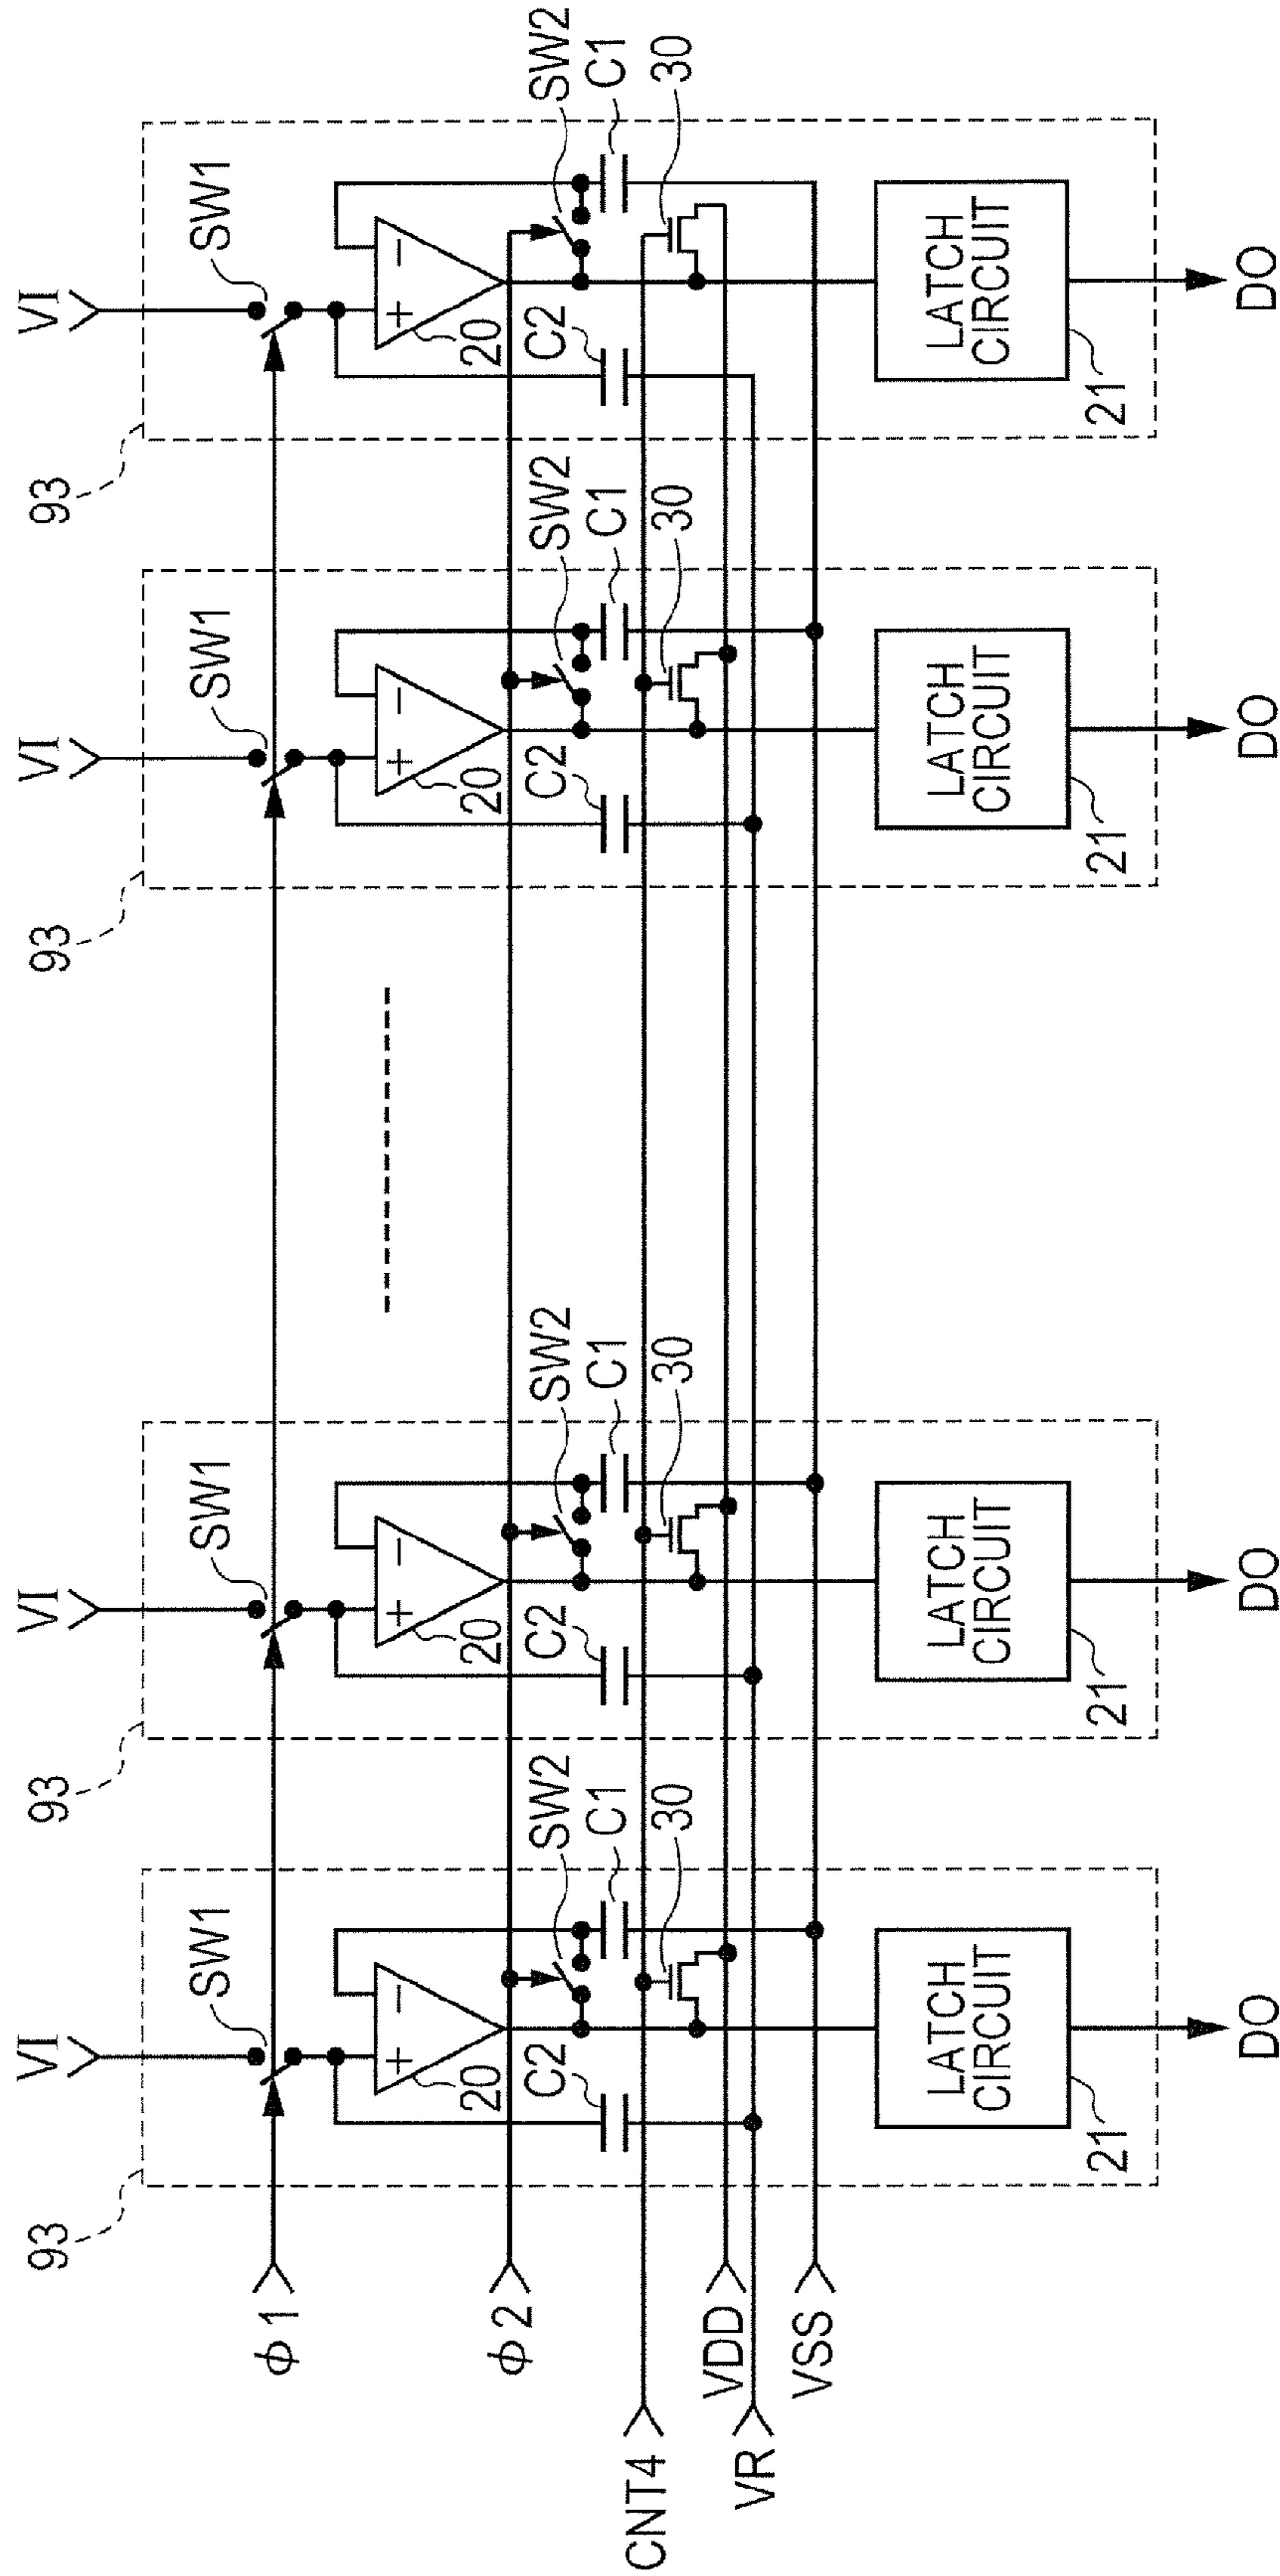 93 VI 93 VI 93 VI 93 VI
SW1 SW1 SW1 SW1
φ1
+ − + − + − + −
20 20 20 20
φ2
C2 SW2 C2 SW2 C2 SW2 C2 SW2
C1 C1 C1 C1
CNT4
30 30 30 30
VDD
VR
VSS
LATCH LATCH LATCH LATCH
CIRCUIT CIRCUIT CIRCUIT CIRCUIT
21 21 21 21
DO DO DO DO